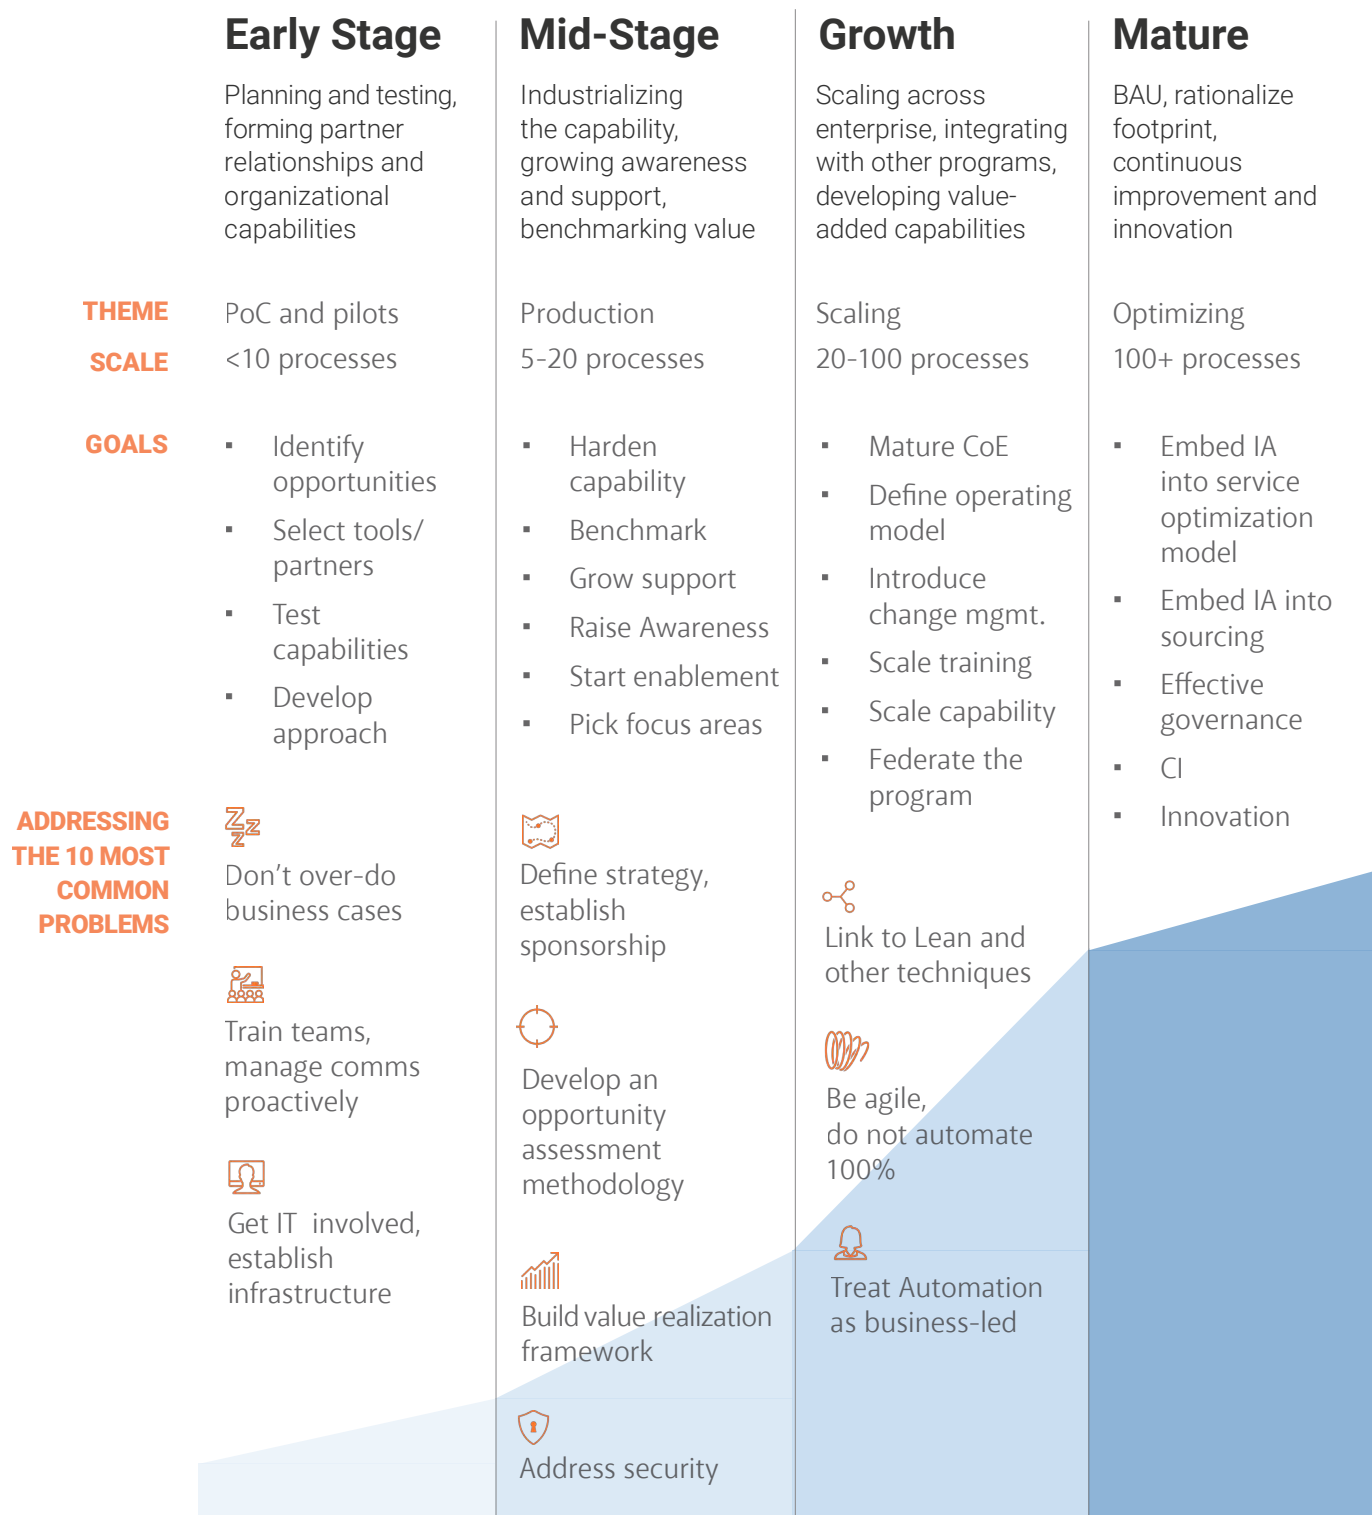 Early Stage
Planning and testing,
forming partner
relationships and
organizational
capabilities
Mid-Stage
Industrializing
the capability,
growing awareness
and support,
benchmarking value
Growth
Scaling across
enterprise, integrating
with other programs,
developing value-
added capabilities
Mature
BAU, rationalize
footprint,
continuous
improvement and
innovation
THEME
PoC and pilots
Production
Scaling
Optimizing
SCALE
<10 processes
5-20 processes
20-100 processes
100+ processes
GOALS
▪ Identify
opportunities
▪ Select tools/
partners
▪ Test
capabilities
▪ Develop
approach
▪ Harden
capability
▪ Benchmark
▪ Grow support
▪ Raise Awareness
▪ Start enablement
▪ Pick focus areas
▪ Mature CoE
▪ Define operating
model
▪ Introduce
change mgmt.
▪ Scale training
▪ Scale capability
▪ Federate the
program
▪ Embed IA
into service
optimization
model
▪ Embed IA into
sourcing
▪ Effective
governance
▪ CI
▪ Innovation
ADDRESSING
THE 10 MOST
COMMON
PROBLEMS
ZZZ
Don’t over-do
business cases
Train teams,
manage comms
proactively
Get IT involved,
establish
infrastructure
Define strategy,
establish
sponsorship
Develop an
opportunity
assessment
methodology
Build value realization
framework
Address security
Link to Lean and
other techniques
Be agile,
do not automate
100%
Treat Automation
as business-led